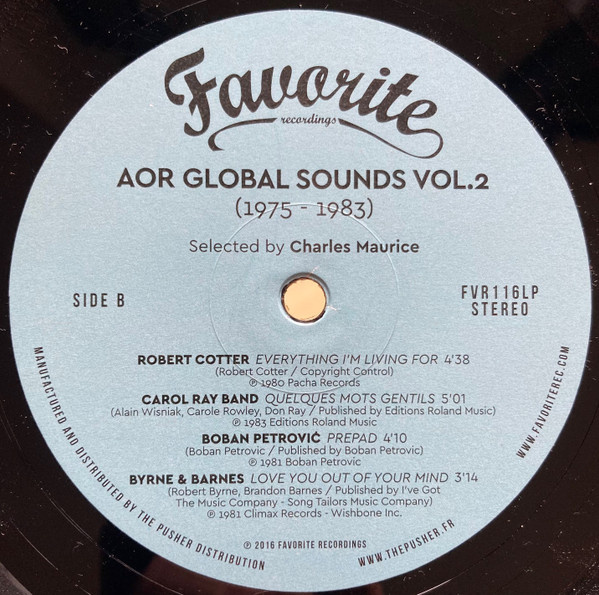 Favorite
recordings
AOR GLOBAL SOUNDS VOL.2
(1975 - 1983)
Selected by Charles Maurice
SIDE B
FVR116LP
STEREO
ROBERT COTTER EVERYTHING I'M LIVING FOR 4'38
(Robert Cotter / Copyright Control)
℗ 1980 Pacha Records
CAROL RAY BAND QUELQUES MOTS GENTILS 5'01
(Alain Wisniak, Carole Rowley, Don Ray / Published by Editions Roland Music)
℗ 1983 Editions Roland Music
BOBAN PETROVIĆ PREPAD 4'10
(Boban Petrovic / Published by Boban Petrovic)
℗ 1981 Boban Petrovic
BYRNE & BARNES LOVE YOU OUT OF YOUR MIND 3'14
(Robert Byrne, Brandon Barnes / Published by I've Got
The Music Company - Song Tailors Music Company)
℗ 1981 Climax Records - Wishbone Inc.
℗ 2016 FAVORITE RECORDINGS
MANUFACTURED AND DISTRIBUTED BY THE PUSHER DISTRIBUTION
WWW.THEPUSHER.FR
WWW.FAVORITEREC.COM